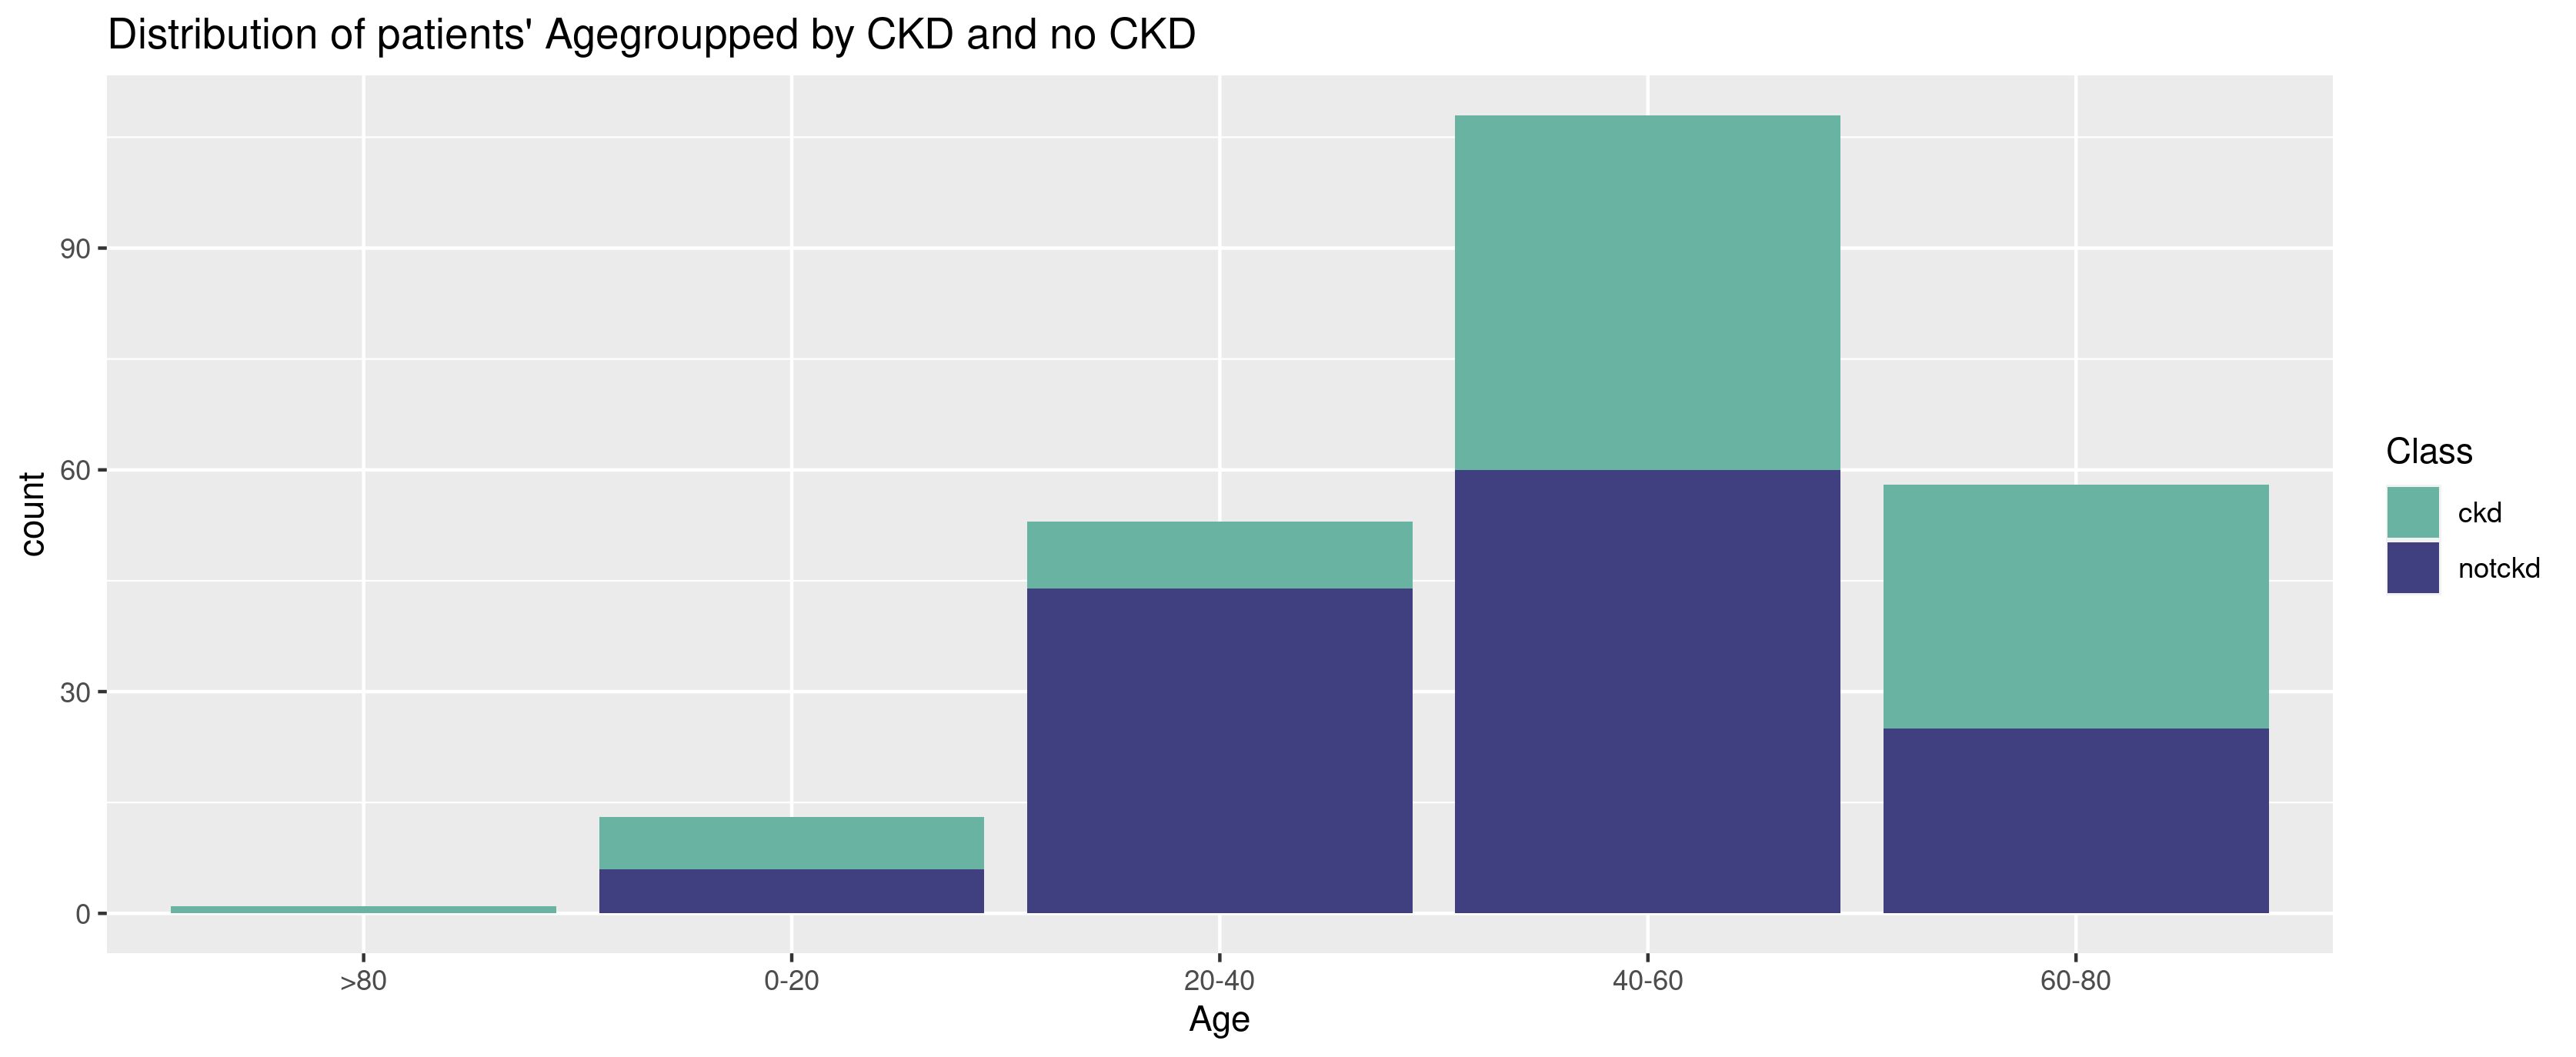 Distribution of patients' Agegroupped by CKD and no CKD
count
90
60
30
0
>80
0-20
20-40
40-60
60-80
Age
Class
ckd
notckd